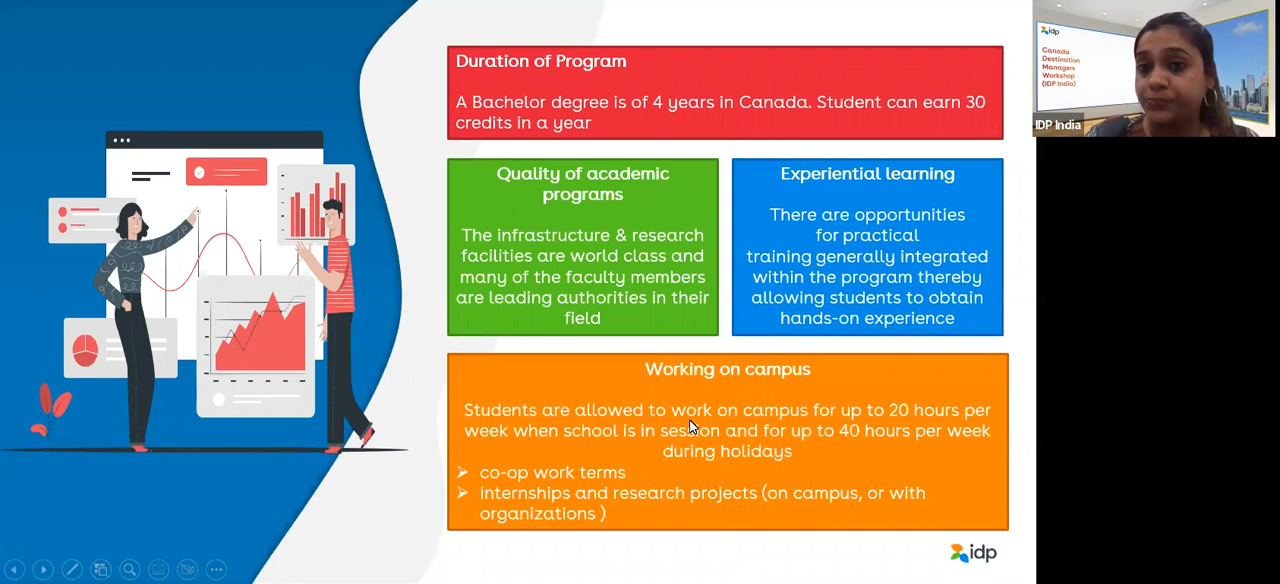 Duration of Program
A Bachelor degree is of 4 years in Canada. Student can earn 30
credits in a year
Quality of academic
programs
The infrastructure & research
facilities are world class and
many of the faculty members
are leading authorities in their
field
Experiential learning
There are opportunities
for practical
training generally integrated
within the program thereby
allowing students to obtain
hands-on experience
Working on campus
Students are allowed to work on campus for up to 20 hours per
week when school is in session and for up to 40 hours per week
during holidays
co-op work terms
internships and research projects (on campus, or with
organizations )
idp
idp
Canada
Destination
Managers
Workshop
(IDP India)
IDP India